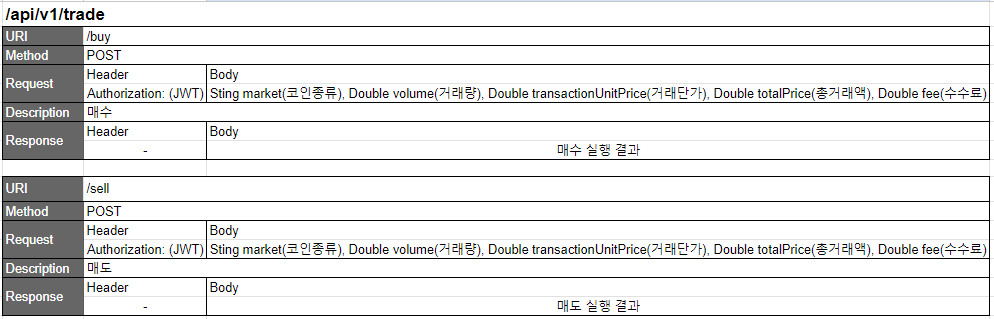 /api/v1/trade
URI /buy
Method POST
Request Header Body
Authorization: (JWT) Sting market(코인종류), Double volume(거래량), Double transactionUnitPrice(거래단가), Double totalPrice(총거래액), Double fee(수수료)
Description 매수
Response Header Body
- 매수 실행 결과
URI /sell
Method POST
Request Header Body
Authorization: (JWT) Sting market(코인종류), Double volume(거래량), Double transactionUnitPrice(거래단가), Double totalPrice(총거래액), Double fee(수수료)
Description 매도
Response Header Body
- 매도 실행 결과